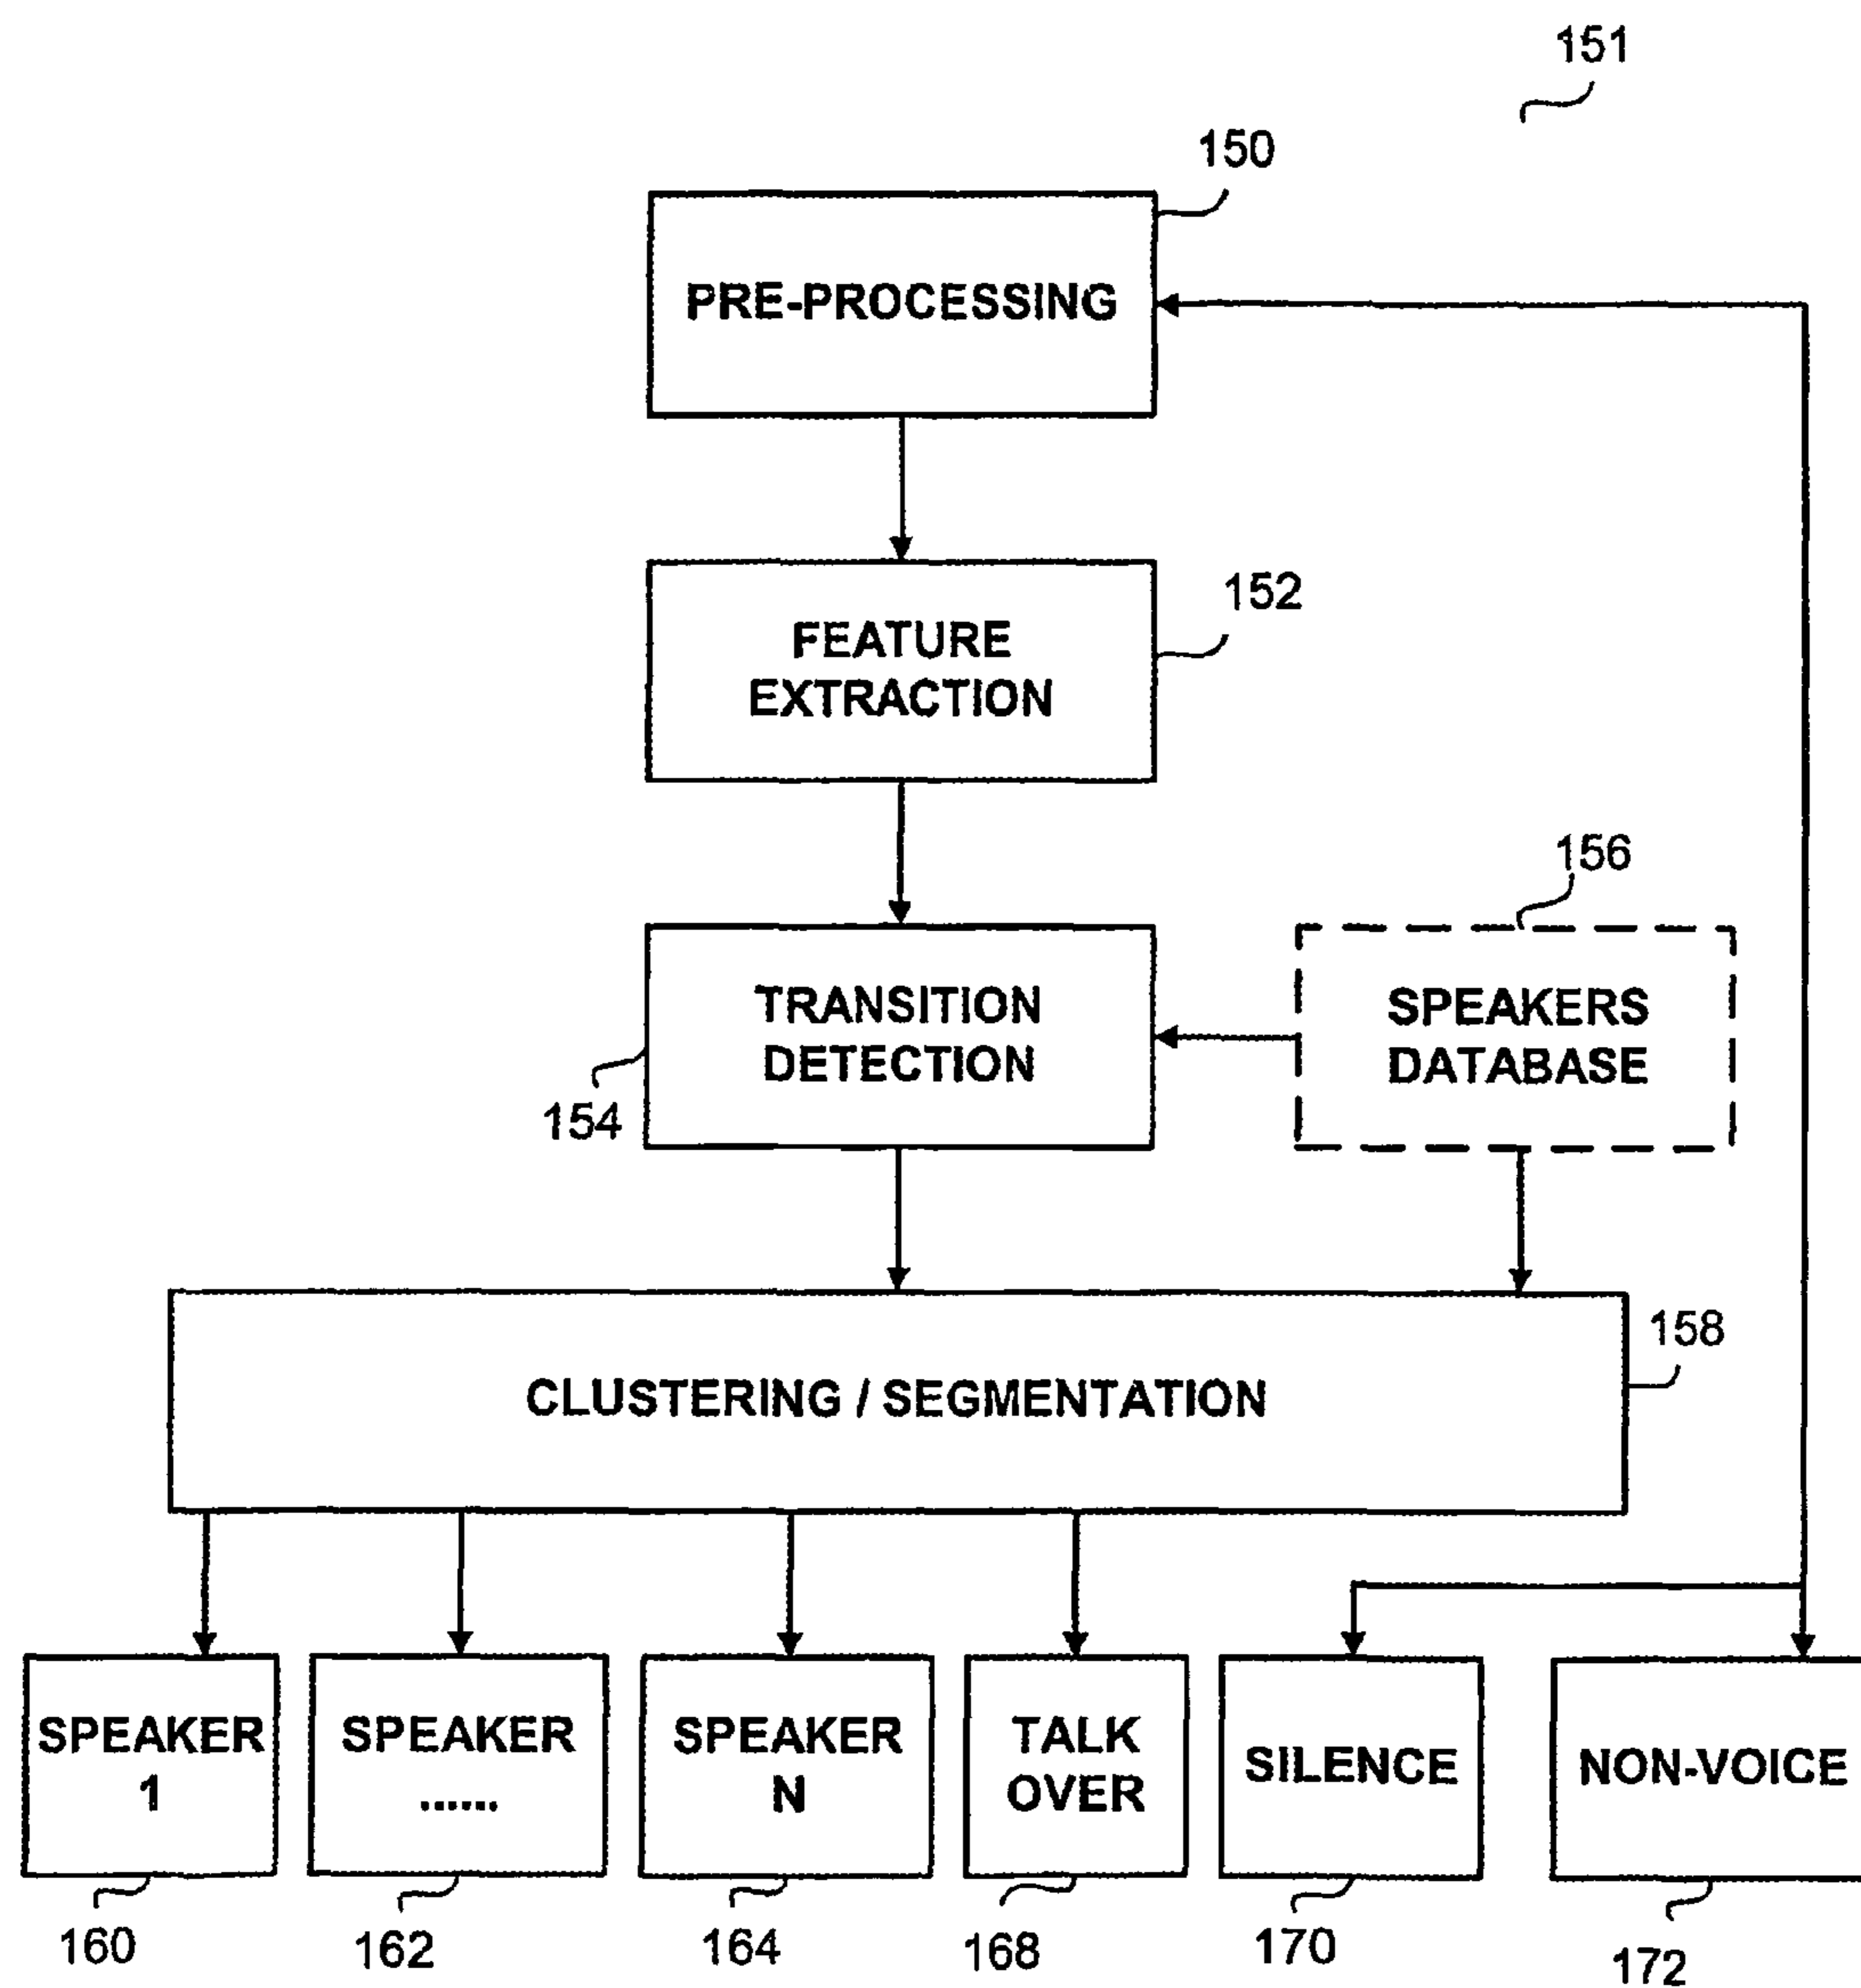 151
150
PRE-PROCESSING
152
FEATURE
EXTRACTION
156
TRANSITION
DETECTION
SPEAKERS
DATABASE
154
158
CLUSTERING / SEGMENTATION
SPEAKER
1
SPEAKER
......
SPEAKER
N
TALK
OVER
SILENCE
NON-VOICE
160
162
164
168
170
172